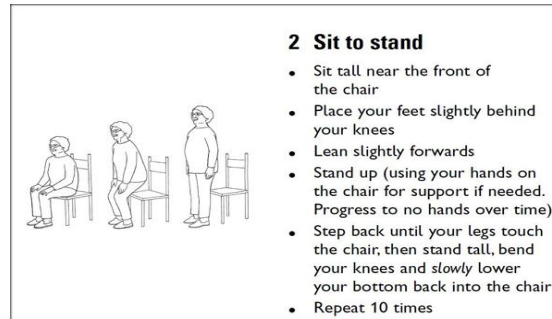 2 Sit to stand
• Sit tall near the front of
the chair
• Place your feet slightly behind
your knees
• Lean slightly forwards
• Stand up (using your hands on
the chair for support if needed.
Progress to no hands over time)
• Step back until your legs touch
the chair, then stand tall, bend
your knees and slowly lower
your bottom back into the chair
• Repeat 10 times